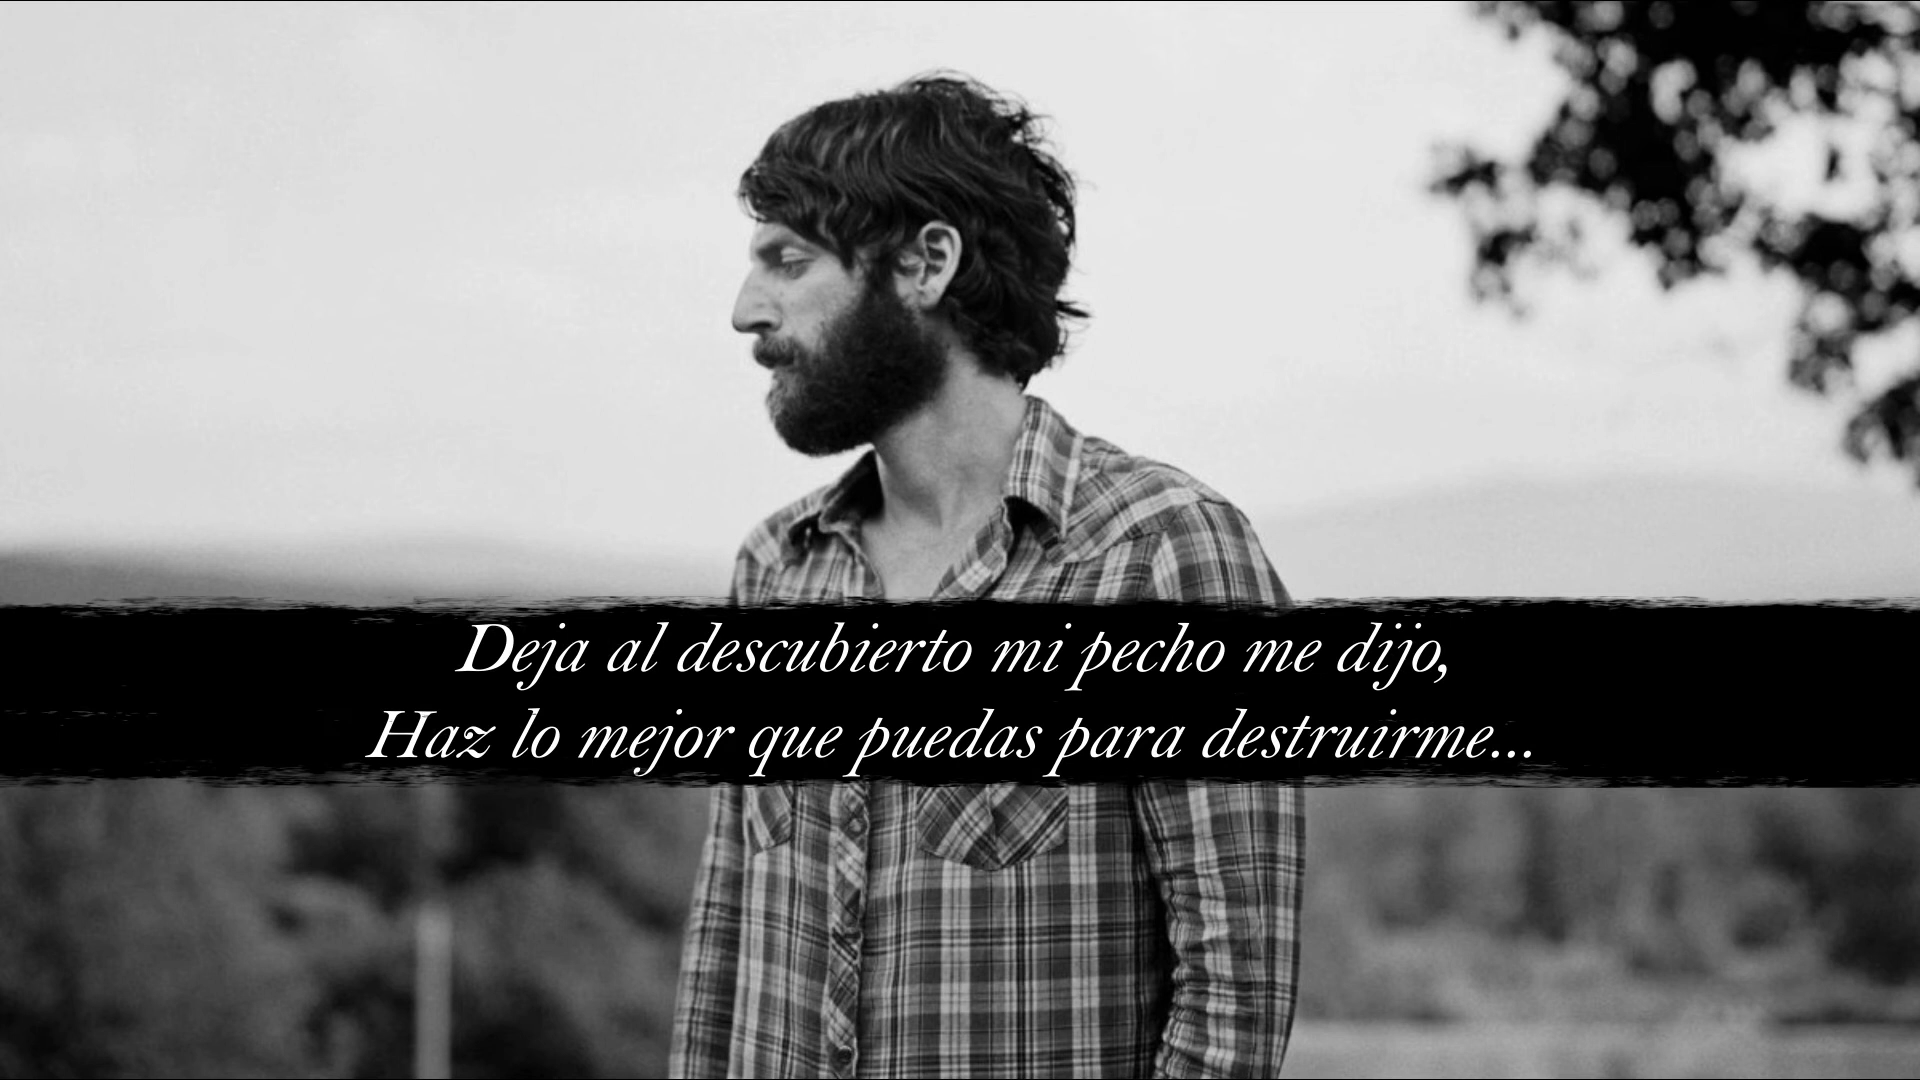 Deja al descubierto mi pecho me dijo,
Haz lo mejor que puedas para destruirme...